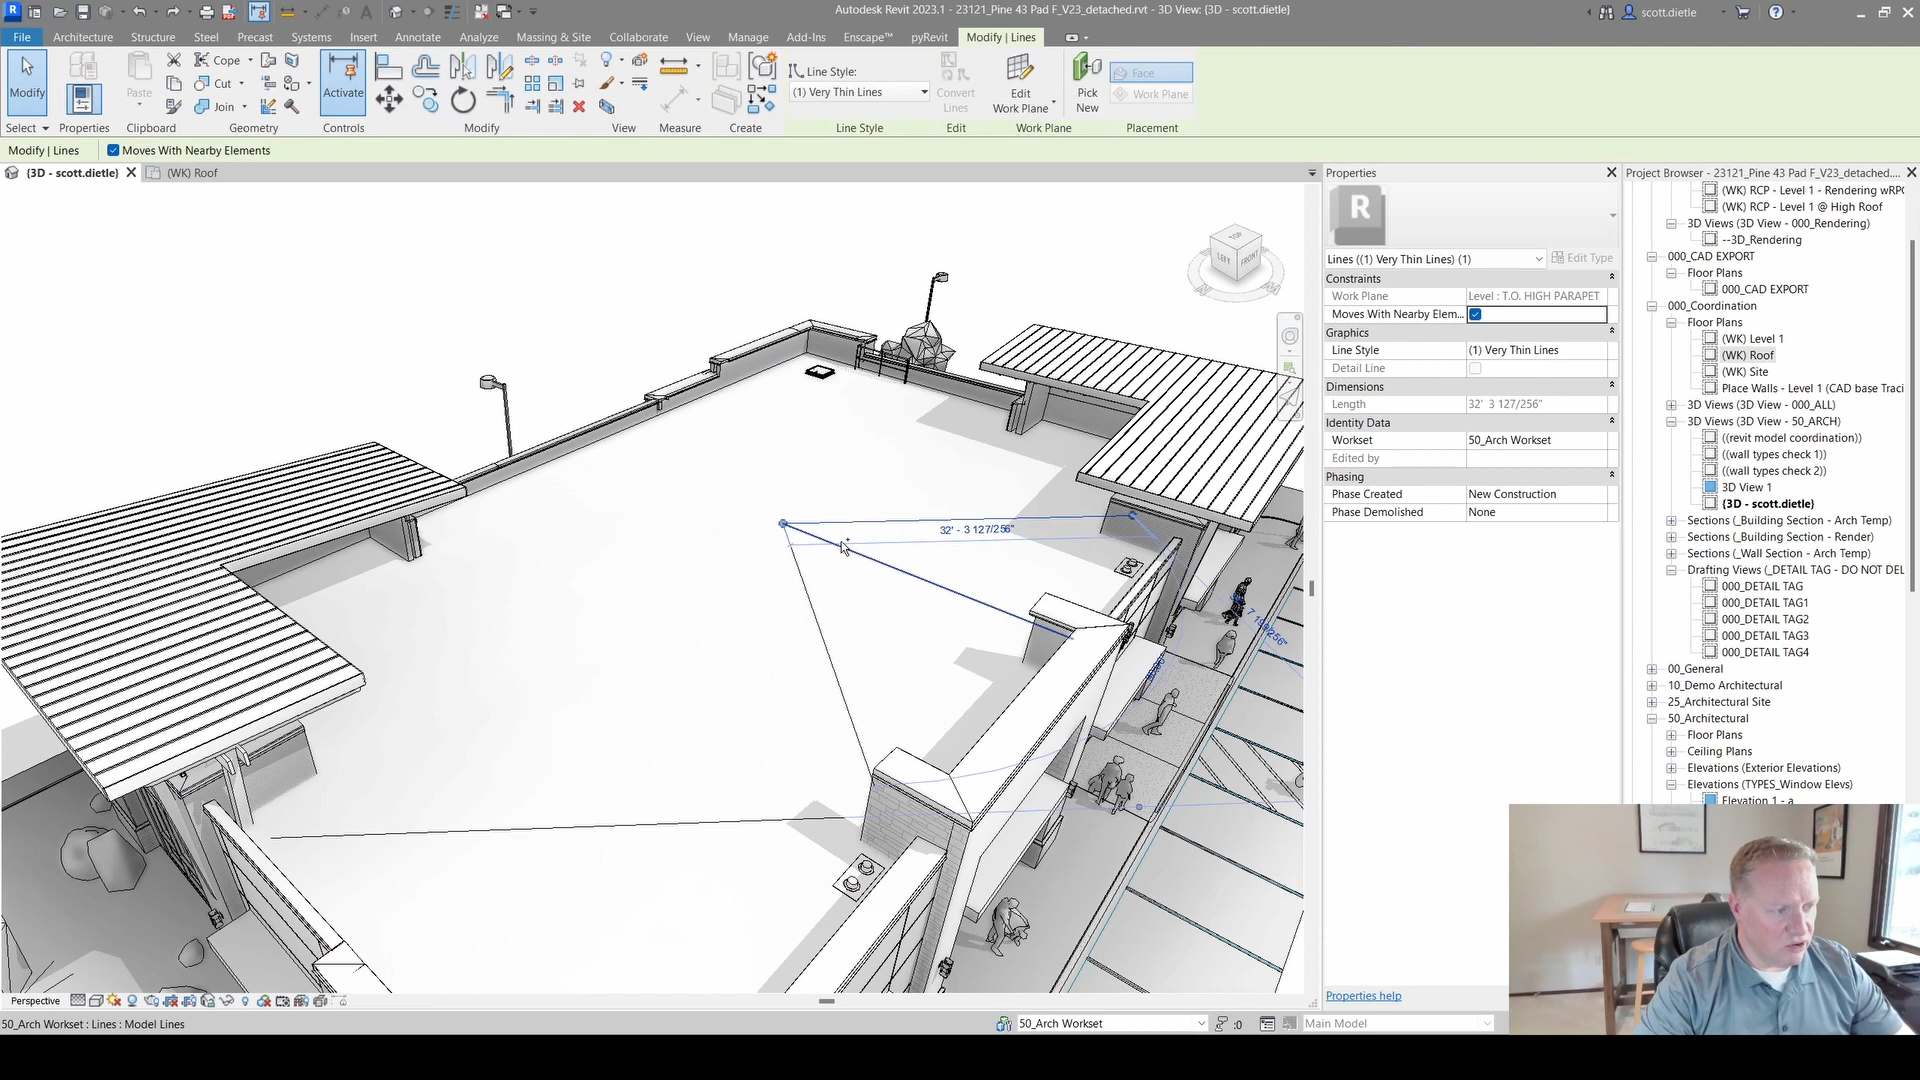 Autodesk Revit 2023.1 - 23121_Pine 43 Pad F_V23_detached.rvt - 3D View: {3D - scott.dietle}
scott.dietle
File
Architecture
Structure
Steel
Precast
Systems
Insert
Annotate
Analyze
Massing & Site
Collaborate
View
Manage
Add-Ins
Enscape™
pyRevit
Modify | Lines
Modify
Paste
Cope
Cut
Join
Activate
Line Style:
(1) Very Thin Lines
Convert
Lines
Edit
Work Plane
Pick
New
Face
Work Plane
Select
Properties
Clipboard
Geometry
Controls
Modify
View
Measure
Create
Line Style
Edit
Work Plane
Placement
Modify | Lines
Moves With Nearby Elements
{3D - scott.dietle}
(WK) Roof
TOP
LEFT
FRONT
32' - 3 127/256"
Perspective
50_Arch Workset : Lines : Model Lines
50_Arch Workset
:0
Main Model
Properties
R
Lines ((1) Very Thin Lines) (1)
Edit Type
Constraints
Work Plane
Level : T.O. HIGH PARAPET
Moves With Nearby Elem...
Graphics
Line Style
(1) Very Thin Lines
Detail Line
Dimensions
Length
32' 3 127/256"
Identity Data
Workset
50_Arch Workset
Edited by
Phasing
Phase Created
New Construction
Phase Demolished
None
Properties help
Project Browser - 23121_Pine 43 Pad F_V23_detached....
(WK) RCP - Level 1 - Rendering wRPC
(WK) RCP - Level 1 @ High Roof
3D Views (3D View - 000_Rendering)
--3D_Rendering
000_CAD EXPORT
Floor Plans
000_CAD EXPORT
000_Coordination
Floor Plans
(WK) Level 1
(WK) Roof
(WK) Site
Place Walls - Level 1 (CAD base Traci
3D Views (3D View - 000_ALL)
3D Views (3D View - 50_ARCH)
((revit model coordination))
((wall types check 1))
((wall types check 2))
3D View 1
{3D - scott.dietle}
Sections (_Building Section - Arch Temp)
Sections (_Building Section - Render)
Sections (_Wall Section - Arch Temp)
Drafting Views (_DETAIL TAG - DO NOT DEL
000_DETAIL TAG
000_DETAIL TAG1
000_DETAIL TAG2
000_DETAIL TAG3
000_DETAIL TAG4
00_General
10_Demo Architectural
25_Architectural Site
50_Architectural
Floor Plans
Ceiling Plans
Elevations (Exterior Elevations)
Elevations (TYPES_Window Elevs)
Elevation 1 - a